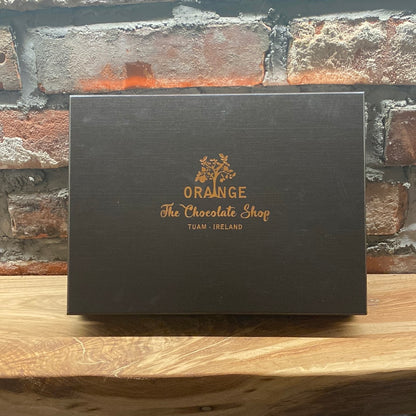 ORANGE
The Chocolate Shop
TUAM - IRELAND